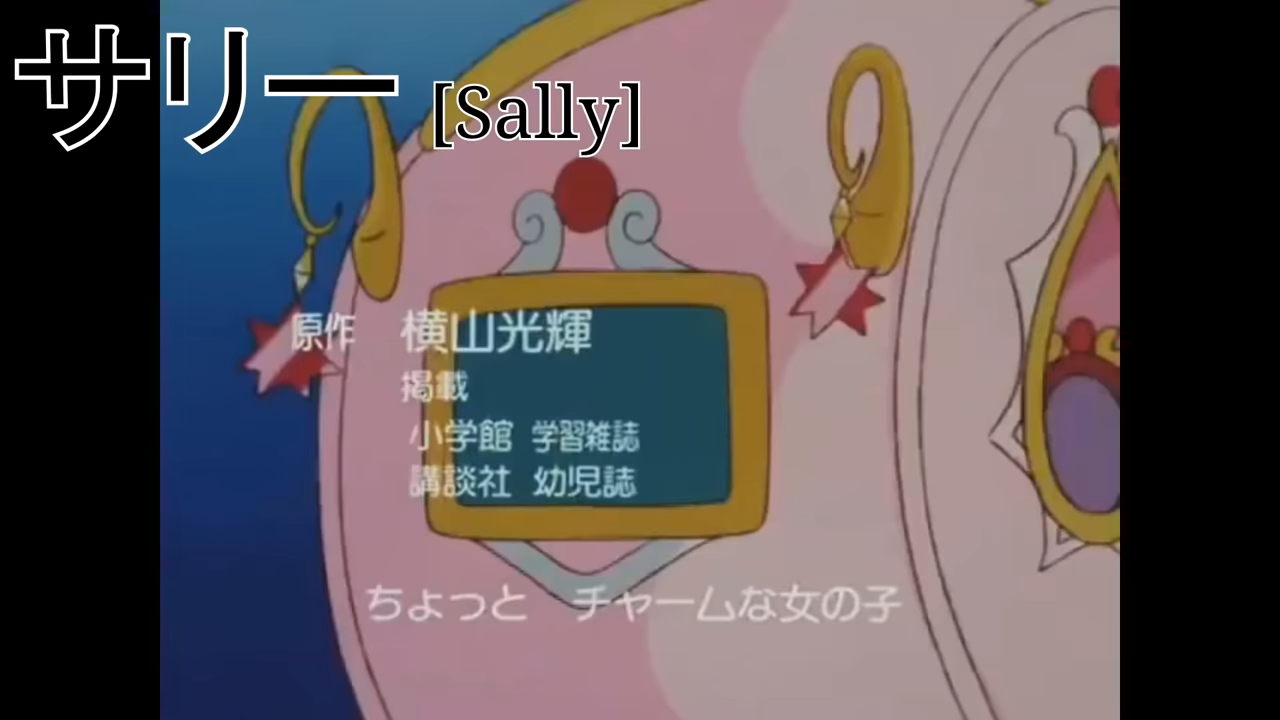 サリー [Sally]
原作 横山光輝
掲載
小学館 学習雑誌
講談社 幼児誌
ちょっと チャームな女の子